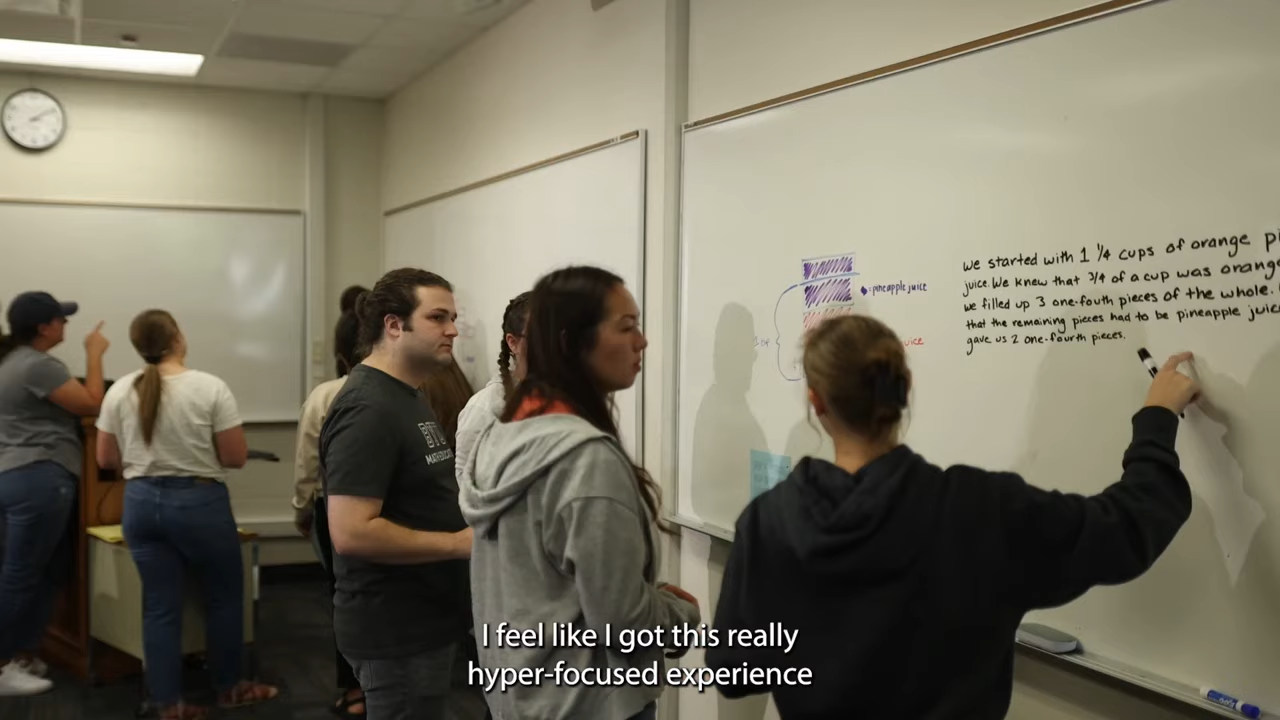 We started with 1 1/4 cups of orange pi
juice. We knew that 3/4 of a cup was orange
we filled up 3 one-fouth pieces of the whole.
that the remaining pieces had to be pineapple juice
gave us 2 one-fourth pieces.
=pineapple juice
juice
I feel like I got this really
hyper-focused experience